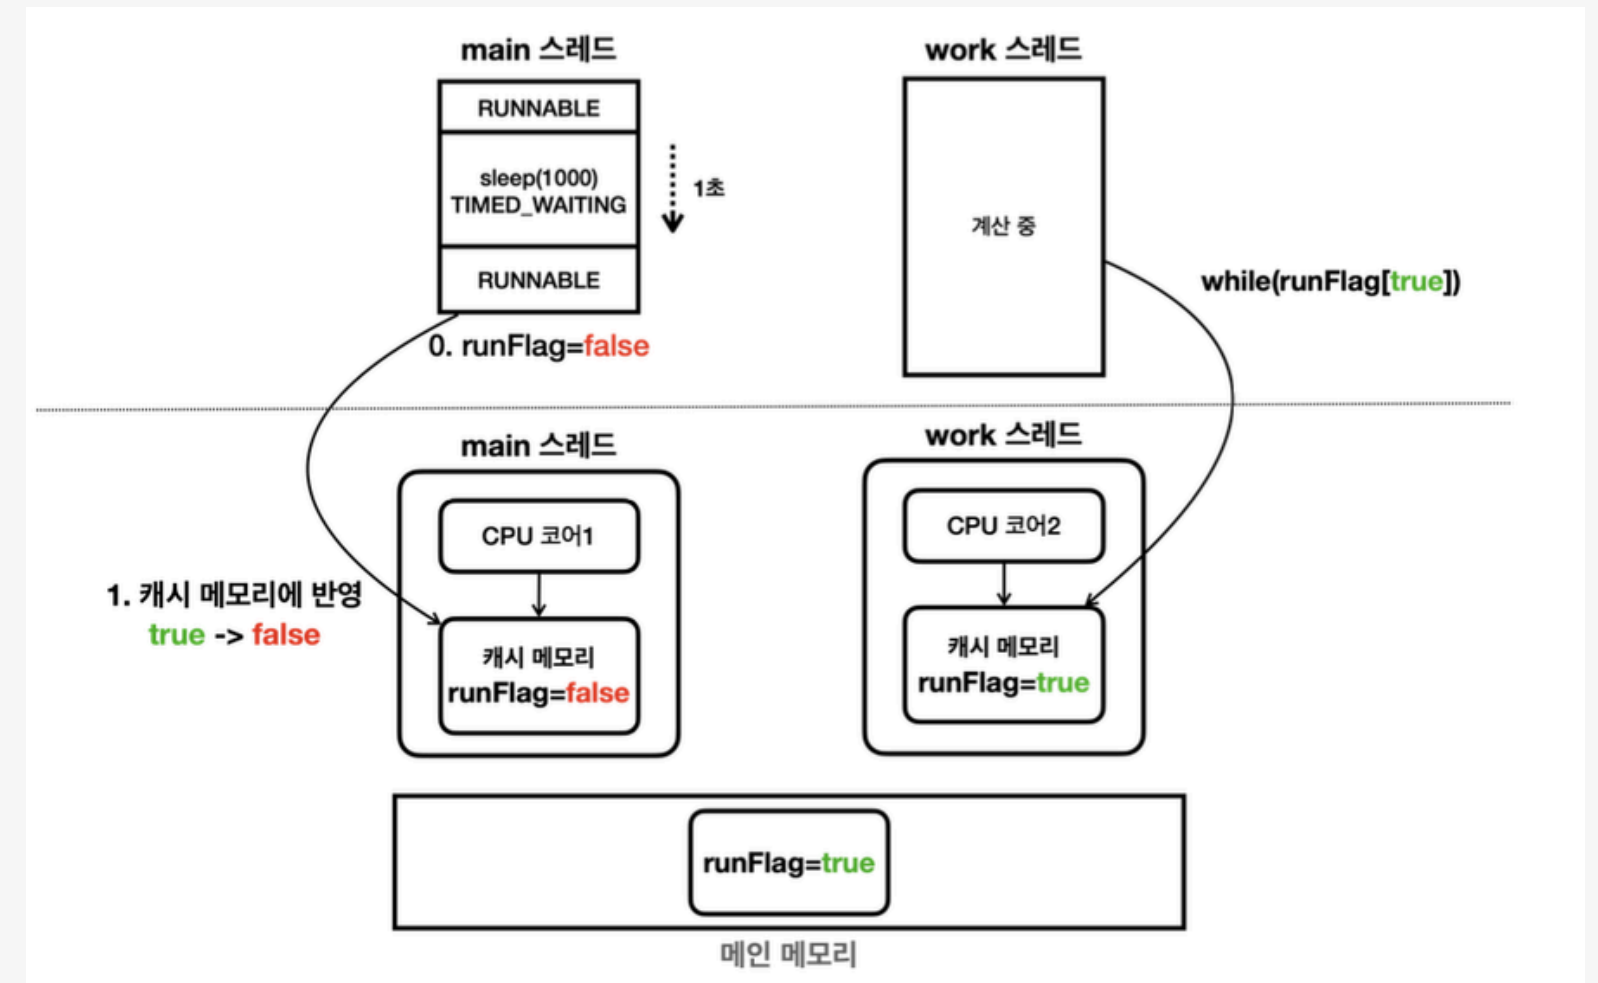 main 스레드
RUNNABLE
sleep(1000)
TIMED_WAITING
RUNNABLE
1초
0. runFlag=false
work 스레드
계산 중
while(runFlag[true])
main 스레드
CPU 코어1
캐시 메모리
runFlag=false
1. 캐시 메모리에 반영
true -> false
work 스레드
CPU 코어2
캐시 메모리
runFlag=true
runFlag=true
메인 메모리